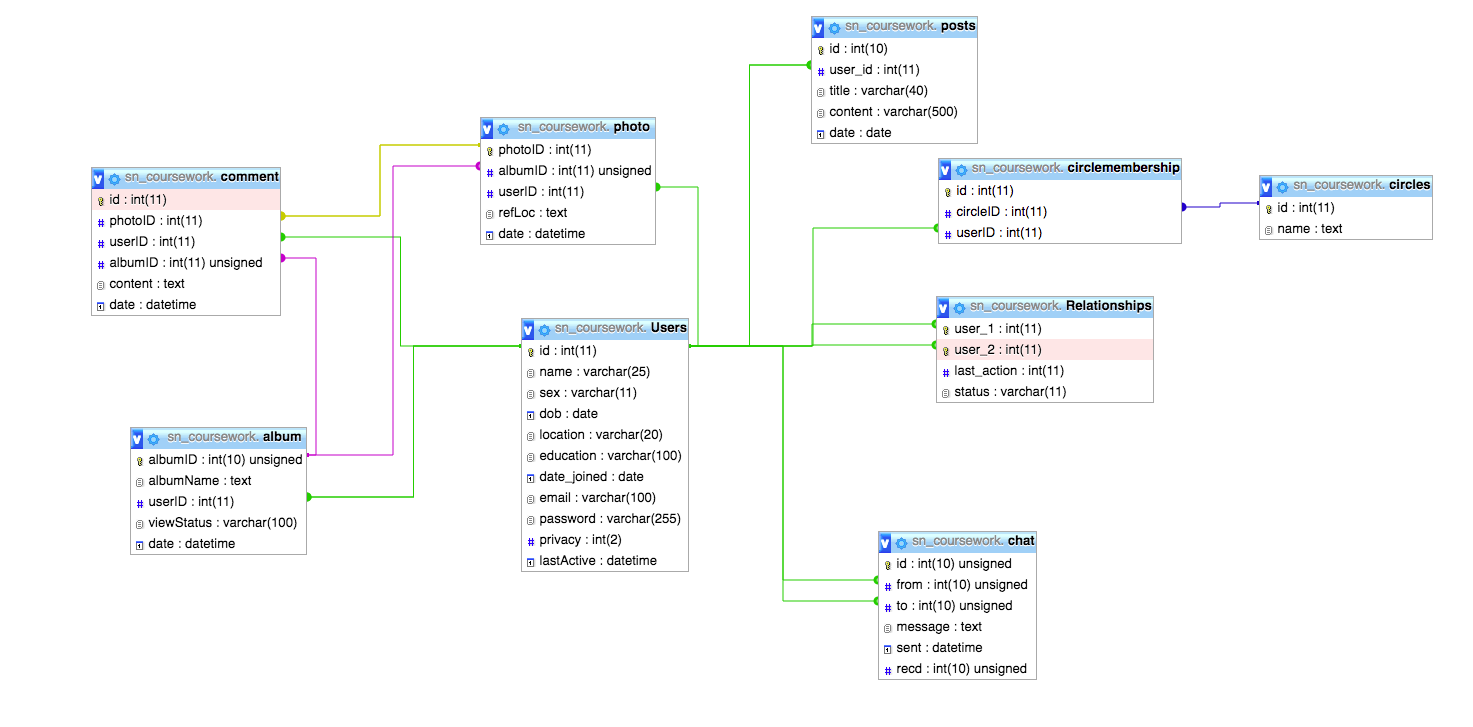 sn_coursework. posts
id : int(10)
user_id : int(11)
title : varchar(40)
content : varchar(500)
date : date
sn_coursework. photo
photoID : int(11)
albumID : int(11) unsigned
userID : int(11)
refLoc : text
date : datetime
sn_coursework. comment
id : int(11)
photoID : int(11)
userID : int(11)
albumID : int(11) unsigned
content : text
date : datetime
sn_coursework. circlemembership
id : int(11)
circleID : int(11)
userID : int(11)
sn_coursework. circles
id : int(11)
name : text
sn_coursework. Relationships
user_1 : int(11)
user_2 : int(11)
last_action : int(11)
status : varchar(11)
sn_coursework. Users
id : int(11)
name : varchar(25)
sex : varchar(11)
dob : date
location : varchar(20)
education : varchar(100)
date_joined : date
email : varchar(100)
password : varchar(255)
privacy : int(2)
lastActive : datetime
sn_coursework. album
albumID : int(10) unsigned
albumName : text
userID : int(11)
viewStatus : varchar(100)
date : datetime
sn_coursework. chat
id : int(10) unsigned
from : int(10) unsigned
to : int(10) unsigned
message : text
sent : datetime
recd : int(10) unsigned